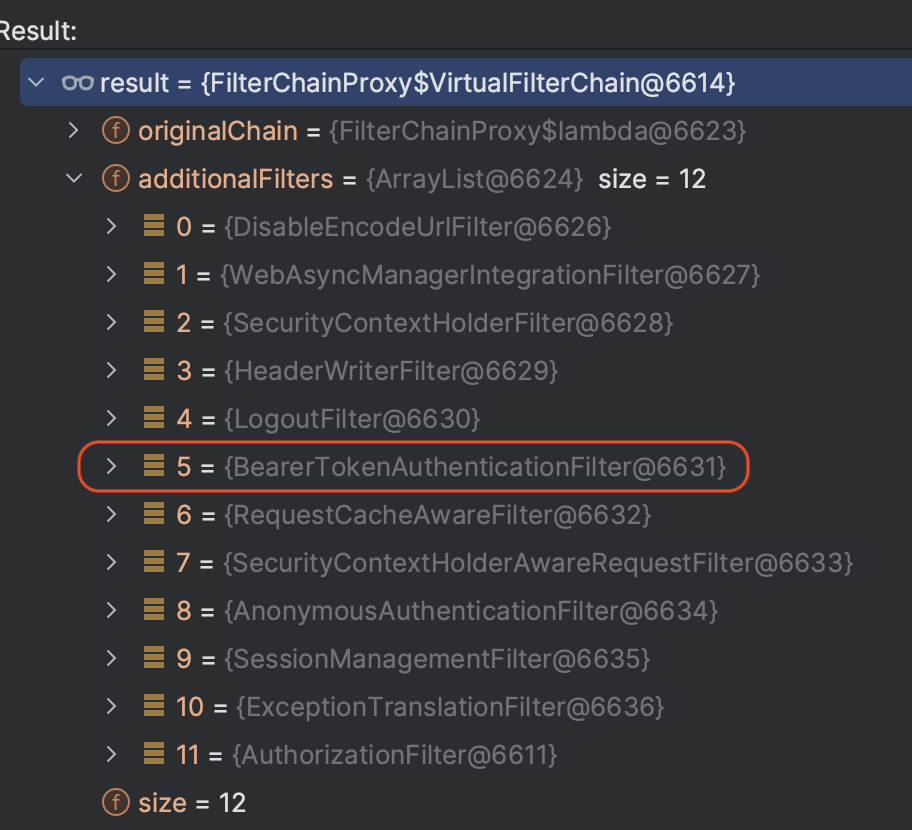 Result:
result = {FilterChainProxy$VirtualFilterChain@6614}
f originalChain = {FilterChainProxy$lambda@6623}
f additionalFilters = {ArrayList@6624} size = 12
0 = {DisableEncodeUrlFilter@6626}
1 = {WebAsyncManagerIntegrationFilter@6627}
2 = {SecurityContextHolderFilter@6628}
3 = {HeaderWriterFilter@6629}
4 = {LogoutFilter@6630}
5 = {BearerTokenAuthenticationFilter@6631}
6 = {RequestCacheAwareFilter@6632}
7 = {SecurityContextHolderAwareRequestFilter@6633}
8 = {AnonymousAuthenticationFilter@6634}
9 = {SessionManagementFilter@6635}
10 = {ExceptionTranslationFilter@6636}
11 = {AuthorizationFilter@6611}
f size = 12